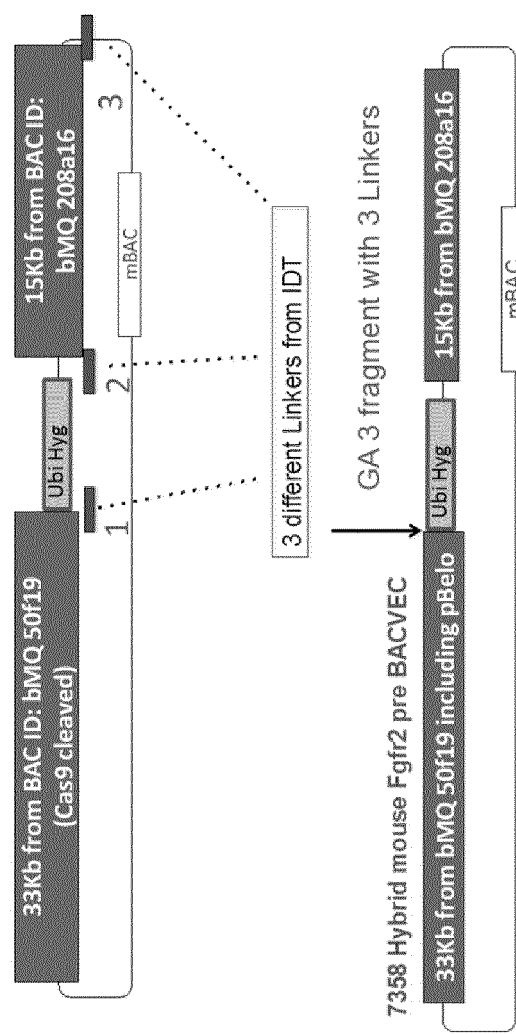 33Kb from BAC ID: bMQ 50f19
(Cas9 cleaved)
Ubi Hyg
15Kb from BAC ID:
bMQ 208a16
1
2
3
mBAC
3 different Linkers from IDT
7358 Hybrid mouse Fgfr2 pre BACVEC
GA 3 fragment with 3 Linkers
33Kb from bMQ 50f19 including pBelo
Ubi Hyg
15Kb from bMQ 208a16
mBAC